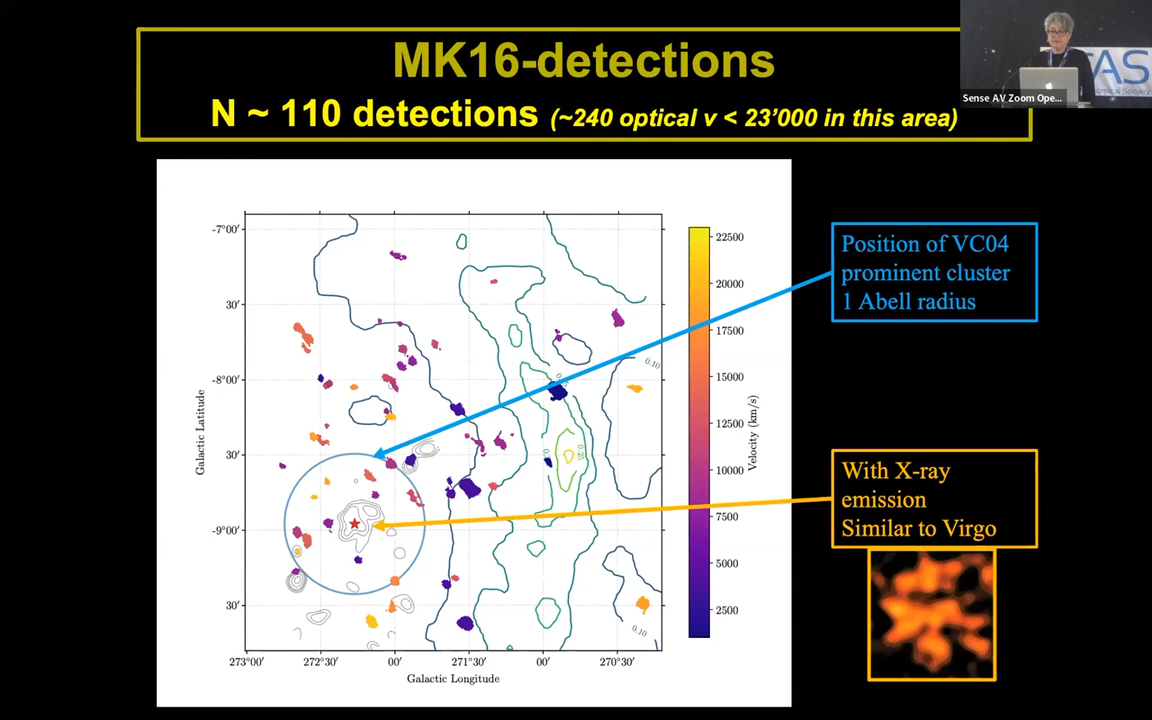 MK16-detections
N ~ 110 detections (~240 optical v < 23’000 in this area)
AS
Sense AV Zoom Ope...
Position of VC04
prominent cluster
1 Abell radius
With X-ray
emission
Similar to Virgo
-7°00′
30′
-8°00′
30′
-9°00′
30′
Galactic Latitude
273°00′
272°30′
00′
271°30′
00′
270°30′
Galactic Longitude
0.10
0.25
0.10
22500
20000
17500
15000
12500
10000
7500
5000
2500
Velocity (km/s)